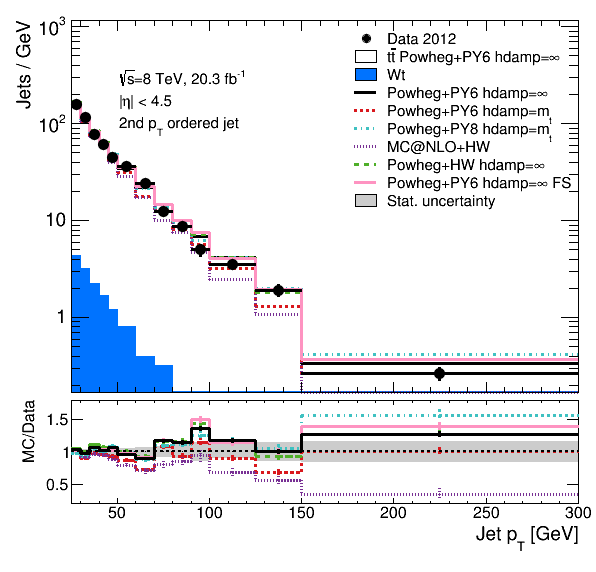 Jets / GeV
10³
10²
10
1
√s=8 TeV, 20.3 fb⁻¹
|η| < 4.5
2nd p_T ordered jet
Data 2012
tt̄ Powheg+PY6 hdamp=∞
Wt
Powheg+PY6 hdamp=∞
Powheg+PY6 hdamp=m_t
Powheg+PY8 hdamp=m_t
MC@NLO+HW
Powheg+HW hdamp=∞
Powheg+PY6 hdamp=∞ FS
Stat. uncertainty
MC/Data
1.5
1
0.5
50 100 150 200 250 300
Jet p_T [GeV]